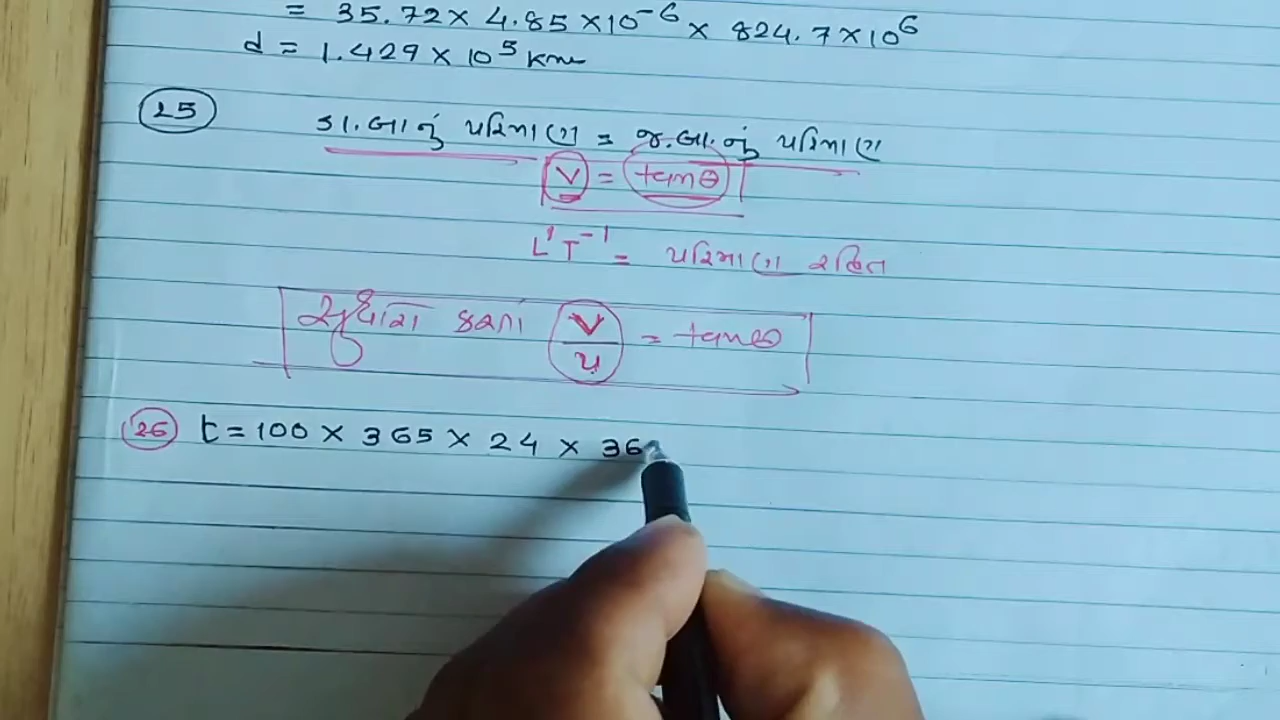 = 35.72 × 4.85 × 10⁻⁶ × 824.7 × 10⁶
d = 1.429 × 10⁵ km
25 ડા.બાનું પરિમાણ = જ.બા.નું પરિમાણ
v = tanθ
L¹T⁻¹ = પરિમાણ રહિત
સુધારા કરતાં v/u = tanθ
26 t = 100 × 365 × 24 × 36